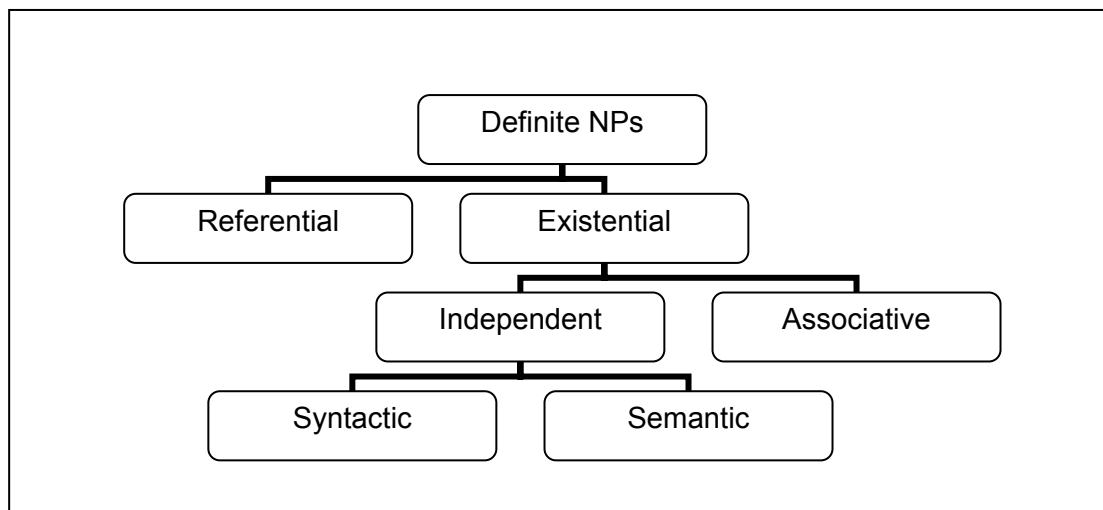 Definite NPs
Referential
Existential
Independent
Associative
Syntactic
Semantic